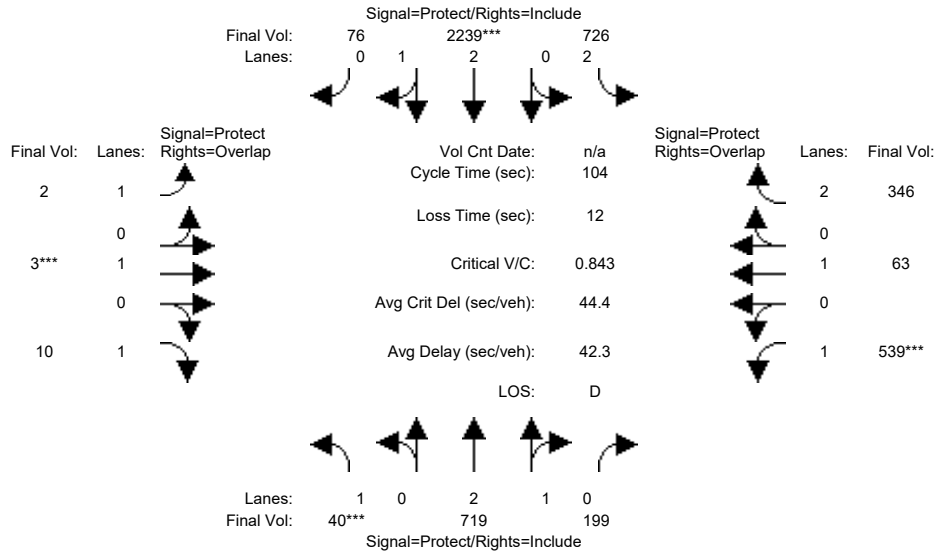 Signal=Protect/Rights=Include
Final Vol: 76 2239*** 726
Lanes: 0 1 2 0 2
Signal=Protect
Final Vol: Lanes: Rights=Overlap
Vol Cnt Date: n/a
Signal=Protect
Rights=Overlap Lanes: Final Vol:
Cycle Time (sec): 104
2 1
2 346
Loss Time (sec): 12
0
0
3*** 1
Critical V/C: 0.843
1 63
0
Avg Crit Del (sec/veh): 44.4
0
10 1
Avg Delay (sec/veh): 42.3
1 539***
LOS: D
Lanes: 1 0 2 1 0
Final Vol: 40*** 719 199
Signal=Protect/Rights=Include